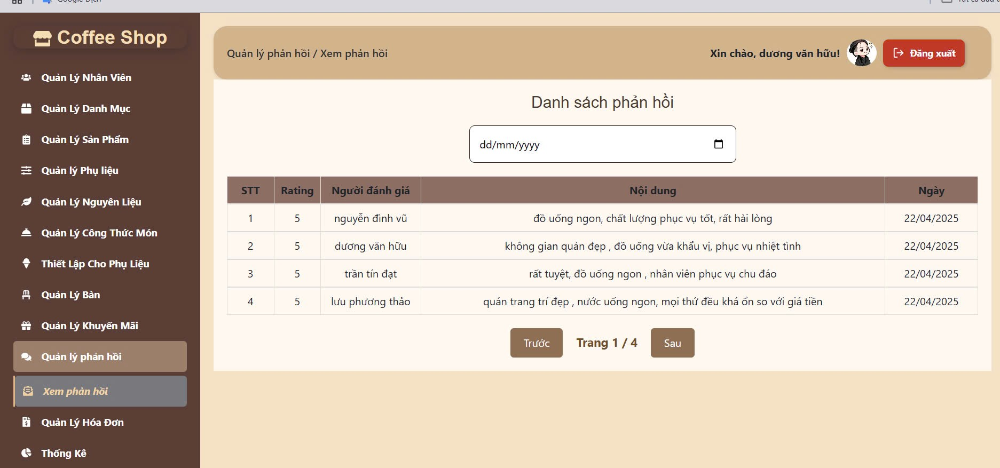 Coffee Shop
Quản Lý Nhân Viên
Quản Lý Danh Mục
Quản Lý Sản Phẩm
Quản lý Phụ liệu
Quản Lý Nguyên Liệu
Quản Lý Công Thức Món
Thiết Lập Cho Phụ Liệu
Quản Lý Bàn
Quản Lý Khuyến Mãi
Quản lý phản hồi
Xem phản hồi
Quản Lý Hóa Đơn
Thống Kê
Quản lý phản hồi / Xem phản hồi
Xin chào, dương văn hữu!
Đăng xuất
Danh sách phản hồi
dd/mm/yyyy
STT Rating Người đánh giá Nội dung Ngày
1 5 nguyễn đình vũ đồ uống ngon, chất lượng phục vụ tốt, rất hài lòng 22/04/2025
2 5 dương văn hữu không gian quán đẹp , đồ uống vừa khẩu vị, phục vụ nhiệt tình 22/04/2025
3 5 trần tín đạt rất tuyệt, đồ uống ngon , nhân viên phục vụ chu đáo 22/04/2025
4 5 lưu phương thảo quán trang trí đẹp , nước uống ngon, mọi thứ đều khá ổn so với giá tiền 22/04/2025
Trước Trang 1 / 4 Sau